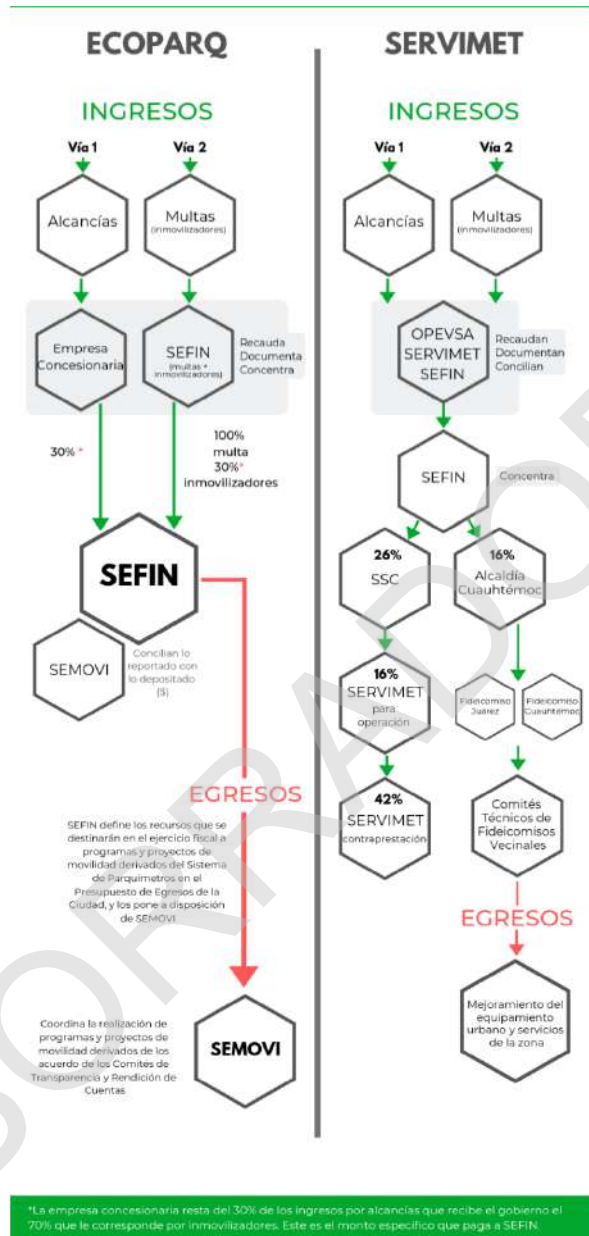 ECOPARQ
INGRESOS
Vía 1
Vía 2
Alcancías
Multas
(inmovilizadores)
Empresa
Concesionaria
SEFIN
(multas +
inmovilizadores)
Recauda
Documenta
Concentra
30% *
100%
multa
30%*
inmovilizadores
SEFIN
SEMOVI
Concilian lo
reportado con
lo depositado
($)
EGRESOS
SEFIN define los recursos que se
destinarán en el ejercicio fiscal a
programas y proyectos de
movilidad derivados del Sistema
de Parquímetros en el
Presupuesto de Egresos de la
Ciudad, y los pone a disposición
de SEMOVI
Coordina la realización de
programas y proyectos de
movilidad derivados de los
acuerdo de los Comités de
Transparencia y Rendición de
Cuentas
SEMOVI
SERVIMET
INGRESOS
Vía 1
Vía 2
Alcancías
Multas
(inmovilizadores)
OPEVSA
SERVIMET
SEFIN
Recaudan
Documentan
Concilian
SEFIN
Concentra
26%
SSC
16%
Alcaldía
Cuauhtémoc
16%
SERVIMET
para
operación
Fideicomiso
Juárez
Fideicomiso
Cuauhtémoc
42%
SERVIMET
contraprestación
Comités
Técnicos de
Fideicomisos
Vecinales
EGRESOS
Mejoramiento del
equipamiento
urbano y servicios
de la zona
*La empresa concesionaria resta del 30% de los ingresos por alcancías que recibe el gobierno el
70% que le corresponde por inmovilizadores. Este es el monto específico que paga a SEFIN.
BORRADOR